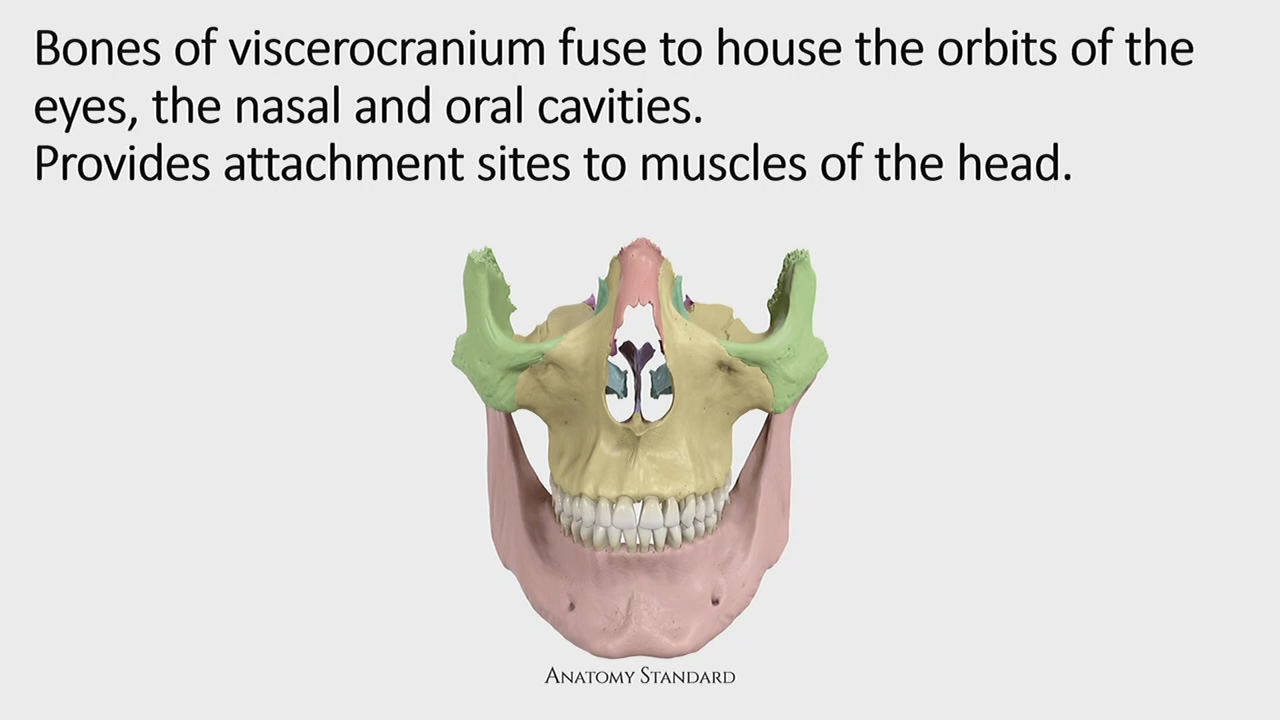 Bones of viscerocranium fuse to house the orbits of the
eyes, the nasal and oral cavities.
Provides attachment sites to muscles of the head.
Anatomy Standard